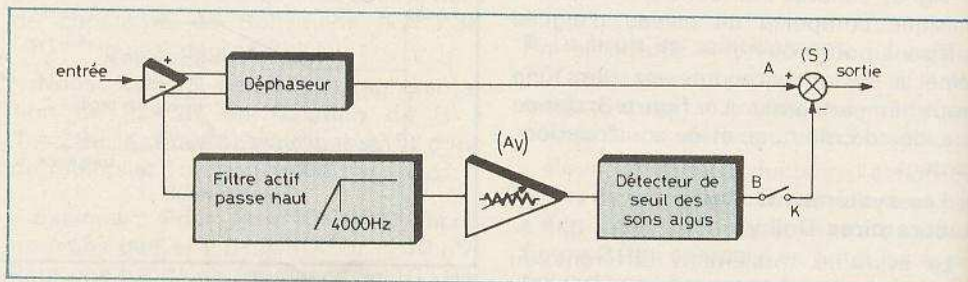 (S)
entrée
+
-
Déphaseur
A
+
-
sortie
(Av)
Filtre actif
passe haut
4000Hz
Détecteur de
seuil des
sons aigus
B
K